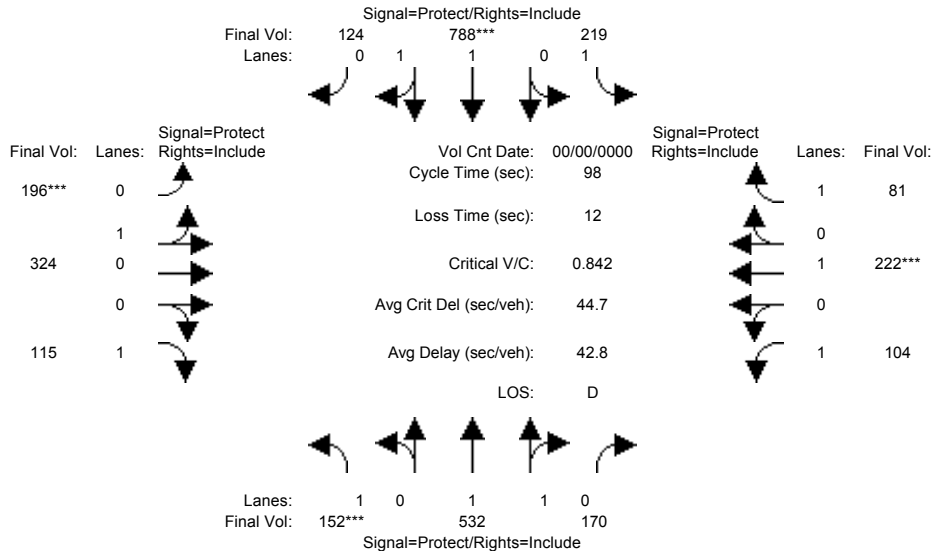 Signal=Protect/Rights=Include
Final Vol: 124 788*** 219
Lanes: 0 1 1 0 1
Signal=Protect Signal=Protect
Final Vol: Lanes: Rights=Include Vol Cnt Date: 00/00/0000 Rights=Include Lanes: Final Vol:
Cycle Time (sec): 98
196*** 0 1 81
Loss Time (sec): 12
1 0
324 0 Critical V/C: 0.842 1 222***
0 Avg Crit Del (sec/veh): 44.7 0
115 1 Avg Delay (sec/veh): 42.8 1 104
LOS: D
Lanes: 1 0 1 1 0
Final Vol: 152*** 532 170
Signal=Protect/Rights=Include